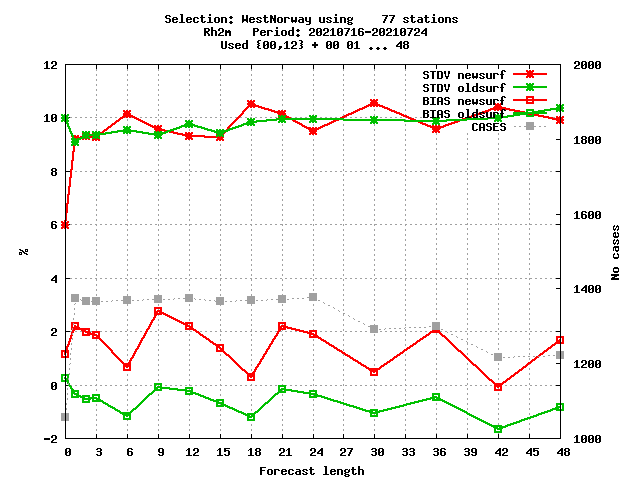 Selection: WestNorway using    77 stations
Rh2m   Period: 20210716-20210724
Used {00,12} + 00 01 ... 48
STDV newsurf
STDV oldsurf
BIAS newsurf
BIAS oldsurf
CASES
12
10
8
6
4
2
0
-2
%
2000
1800
1600
1400
1200
1000
No cases
0 3 6 9 12 15 18 21 24 27 30 33 36 39 42 45 48
Forecast length